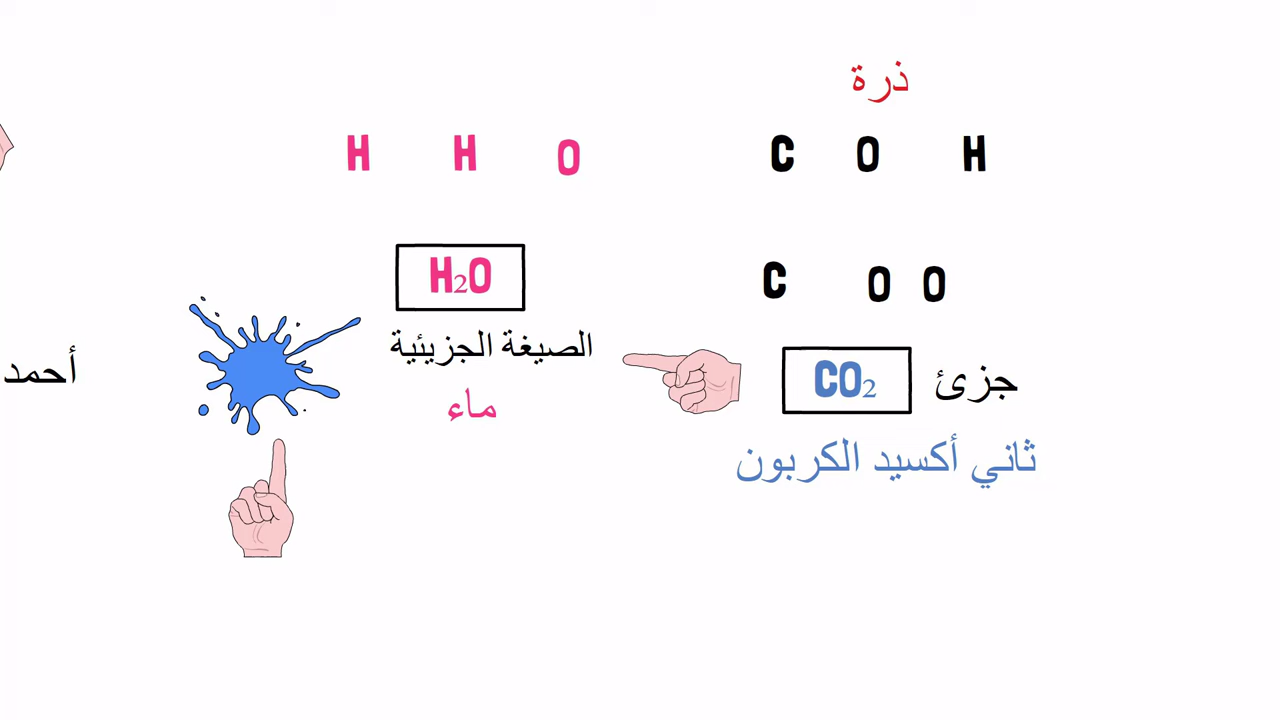 ذرة
C O H
C O O
CO₂ جزئ
ثاني أكسيد الكربون
H H O
H₂O
الصيغة الجزيئية
ماء
أحمد